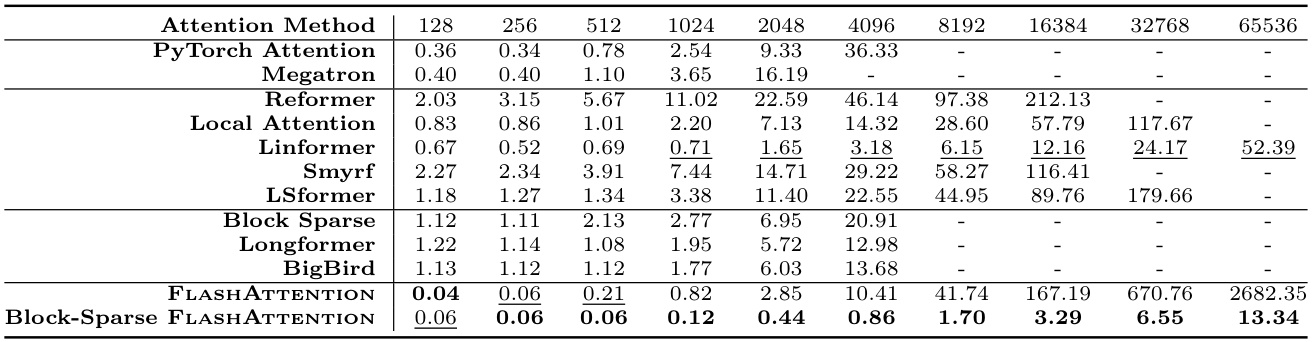 Attention Method 128 256 512 1024 2048 4096 8192 16384 32768 65536
PyTorch Attention 0.36 0.34 0.78 2.54 9.33 36.33 - - - -
Megatron 0.40 0.40 1.10 3.65 16.19 - - - - -
Reformer 2.03 3.15 5.67 11.02 22.59 46.14 97.38 212.13 - -
Local Attention 0.83 0.86 1.01 2.20 7.13 14.32 28.60 57.79 117.67 -
Linformer 0.67 0.52 0.69 0.71 1.65 3.18 6.15 12.16 24.17 52.39
Smyrf 2.27 2.34 3.91 7.44 14.71 29.22 58.27 116.41 - -
LSformer 1.18 1.27 1.34 3.38 11.40 22.55 44.95 89.76 179.66 -
Block Sparse 1.12 1.11 2.13 2.77 6.95 20.91 - - - -
Longformer 1.22 1.14 1.08 1.95 5.72 12.98 - - - -
BigBird 1.13 1.12 1.12 1.77 6.03 13.68 - - - -
FLASHATTENTION 0.04 0.06 0.21 0.82 2.85 10.41 41.74 167.19 670.76 2682.35
Block-Sparse FLASHATTENTION 0.06 0.06 0.06 0.12 0.44 0.86 1.70 3.29 6.55 13.34